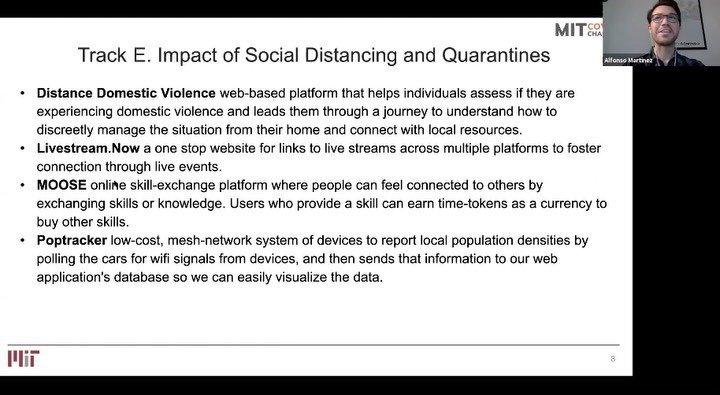 MIT CO
CHA
Alfonso Martinez
Track E. Impact of Social Distancing and Quarantines
• Distance Domestic Violence web-based platform that helps individuals assess if they are
experiencing domestic violence and leads them through a journey to understand how to
discreetly manage the situation from their home and connect with local resources.
• Livestream.Now a one stop website for links to live streams across multiple platforms to foster
connection through live events.
• MOOSE online skill-exchange platform where people can feel connected to others by
exchanging skills or knowledge. Users who provide a skill can earn time-tokens as a currency to
buy other skills.
• Poptracker low-cost, mesh-network system of devices to report local population densities by
polling the cars for wifi signals from devices, and then sends that information to our web
application's database so we can easily visualize the data.
MIT
8